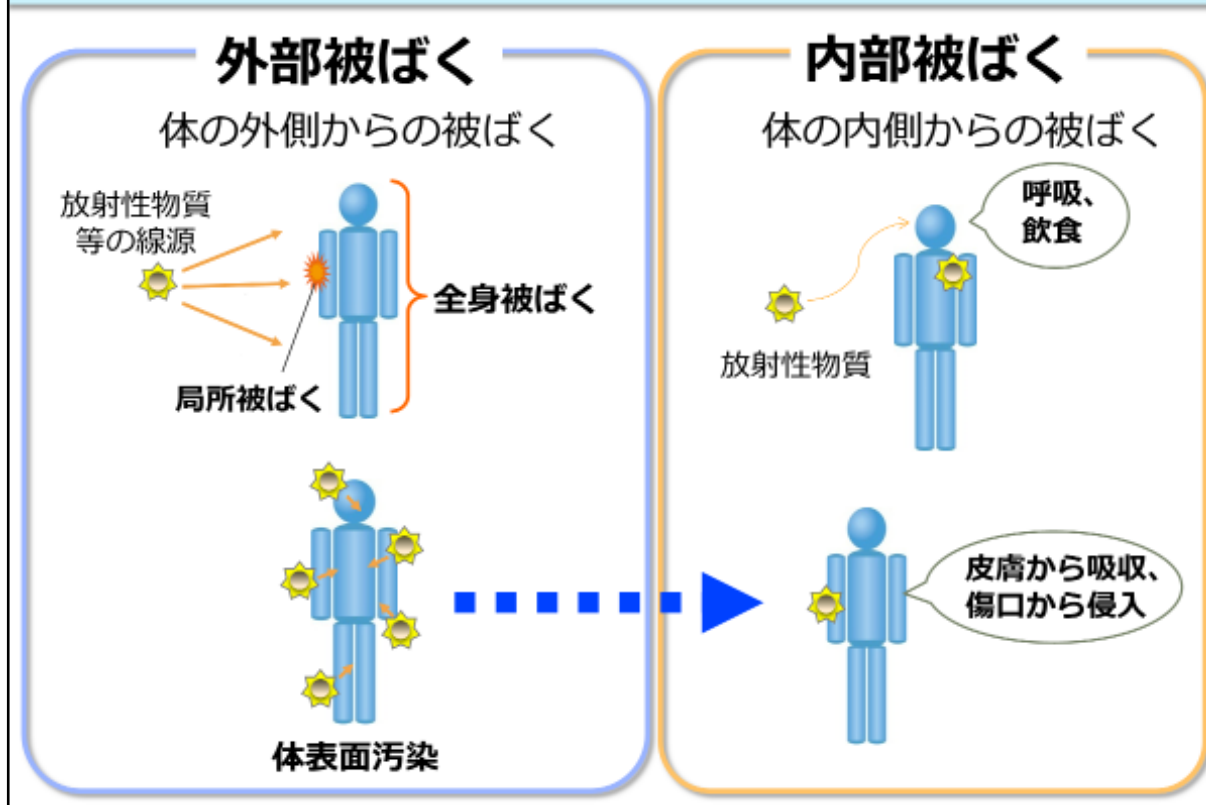 外部被ばく
体の外側からの被ばく
放射性物質
等の線源
全身被ばく
局所被ばく
体表面汚染
内部被ばく
体の内側からの被ばく
呼吸、
飲食
放射性物質
皮膚から吸収、
傷口から侵入